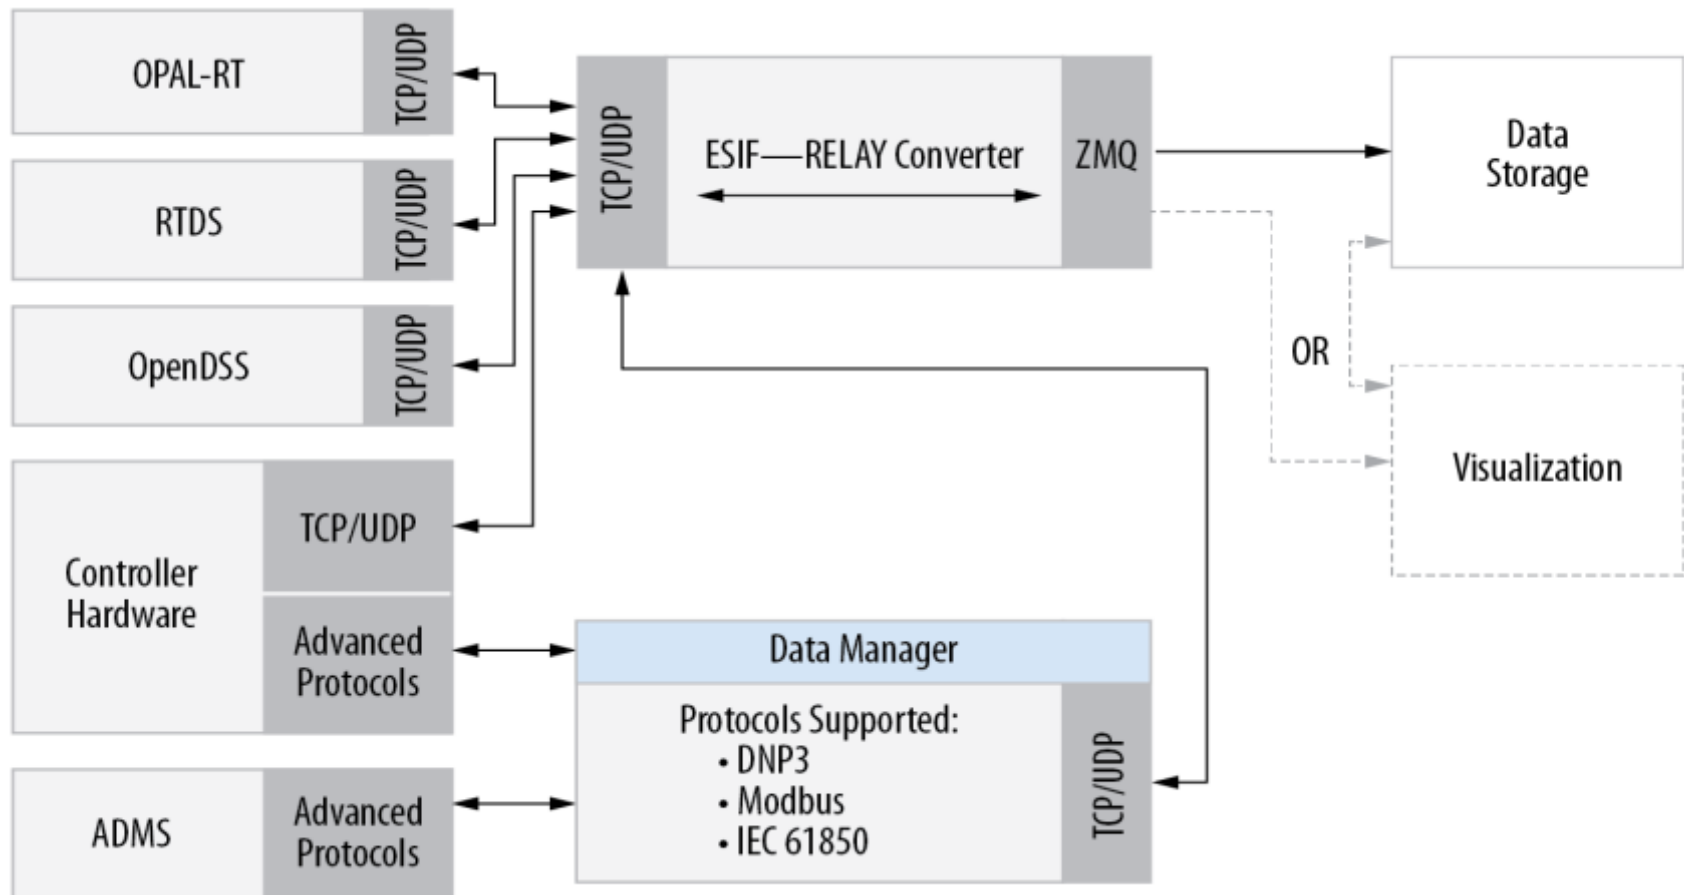 OPAL-RT
TCP/UDP
RTDS
TCP/UDP
OpenDSS
TCP/UDP
Controller
Hardware
TCP/UDP
Advanced
Protocols
ADMS
Advanced
Protocols
TCP/UDP
ESIF—RELAY Converter
ZMQ
Data Manager
Protocols Supported:
• DNP3
• Modbus
• IEC 61850
TCP/UDP
Data
Storage
OR
Visualization